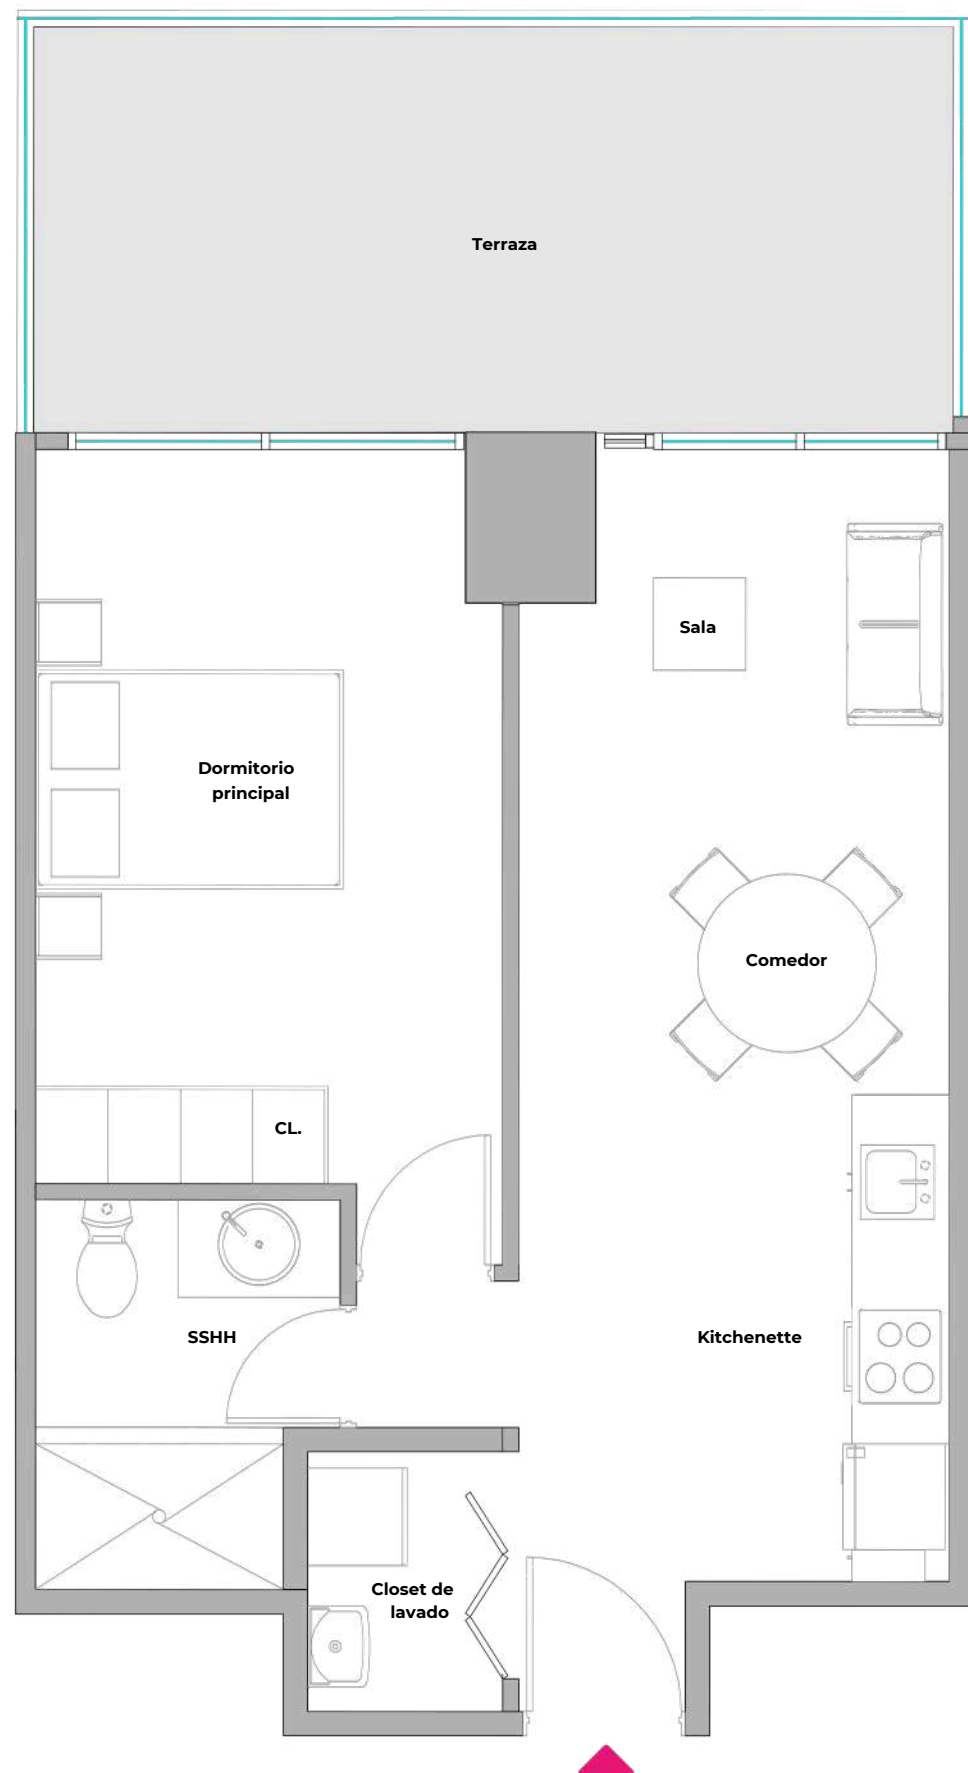 Terraza
Sala
Dormitorio
principal
Comedor
CL.
SSHH
Kitchenette
Closet de
lavado